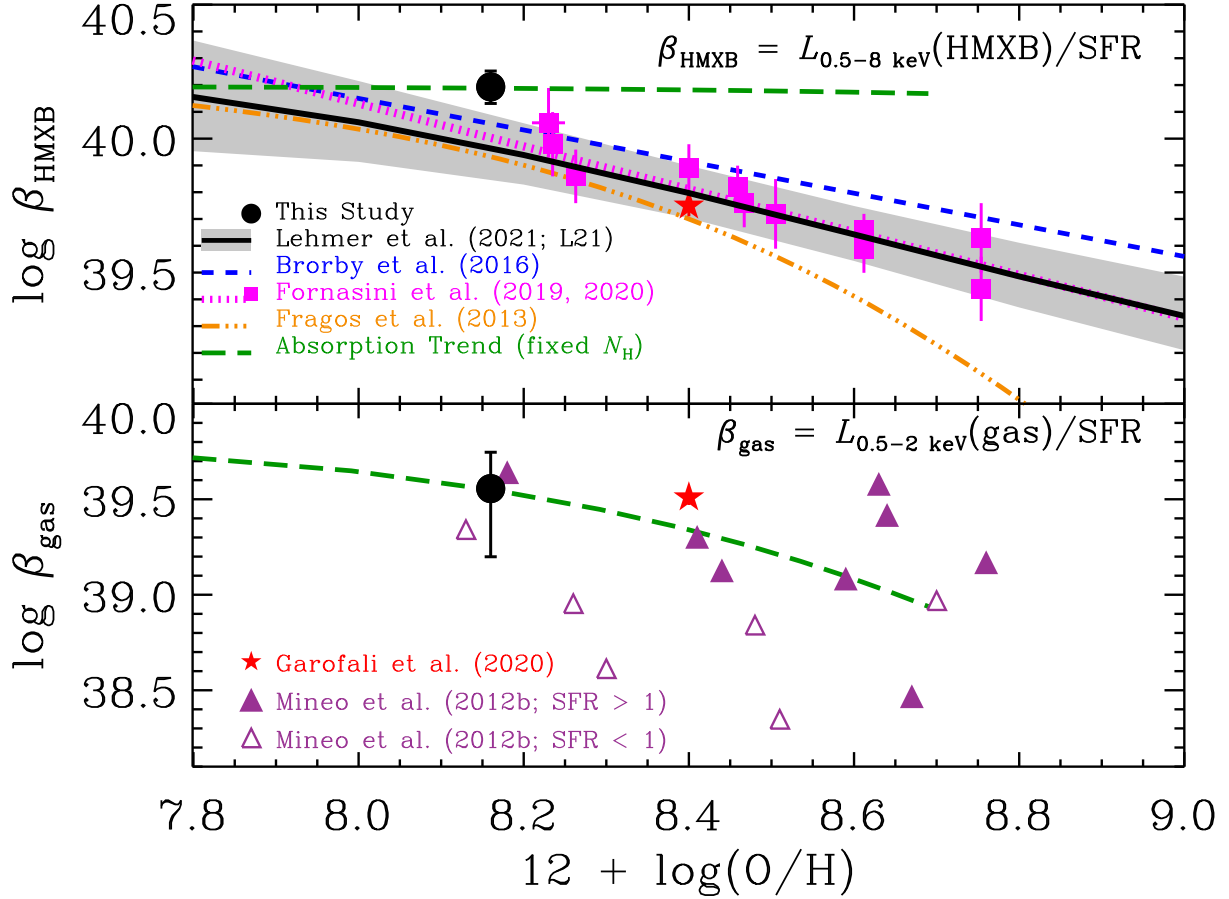 40.5
β_HMXB = L_0.5−8 keV(HMXB)/SFR
40.0
39.5
log β_HMXB
This Study
Lehmer et al. (2021; L21)
Brorby et al. (2016)
Fornasini et al. (2019, 2020)
Fragos et al. (2013)
Absorption Trend (fixed N_H)
40.0
β_gas = L_0.5−2 keV(gas)/SFR
39.5
39.0
38.5
log β_gas
Garofali et al. (2020)
Mineo et al. (2012b; SFR > 1)
Mineo et al. (2012b; SFR < 1)
7.8 8.0 8.2 8.4 8.6 8.8 9.0
12 + log(O/H)